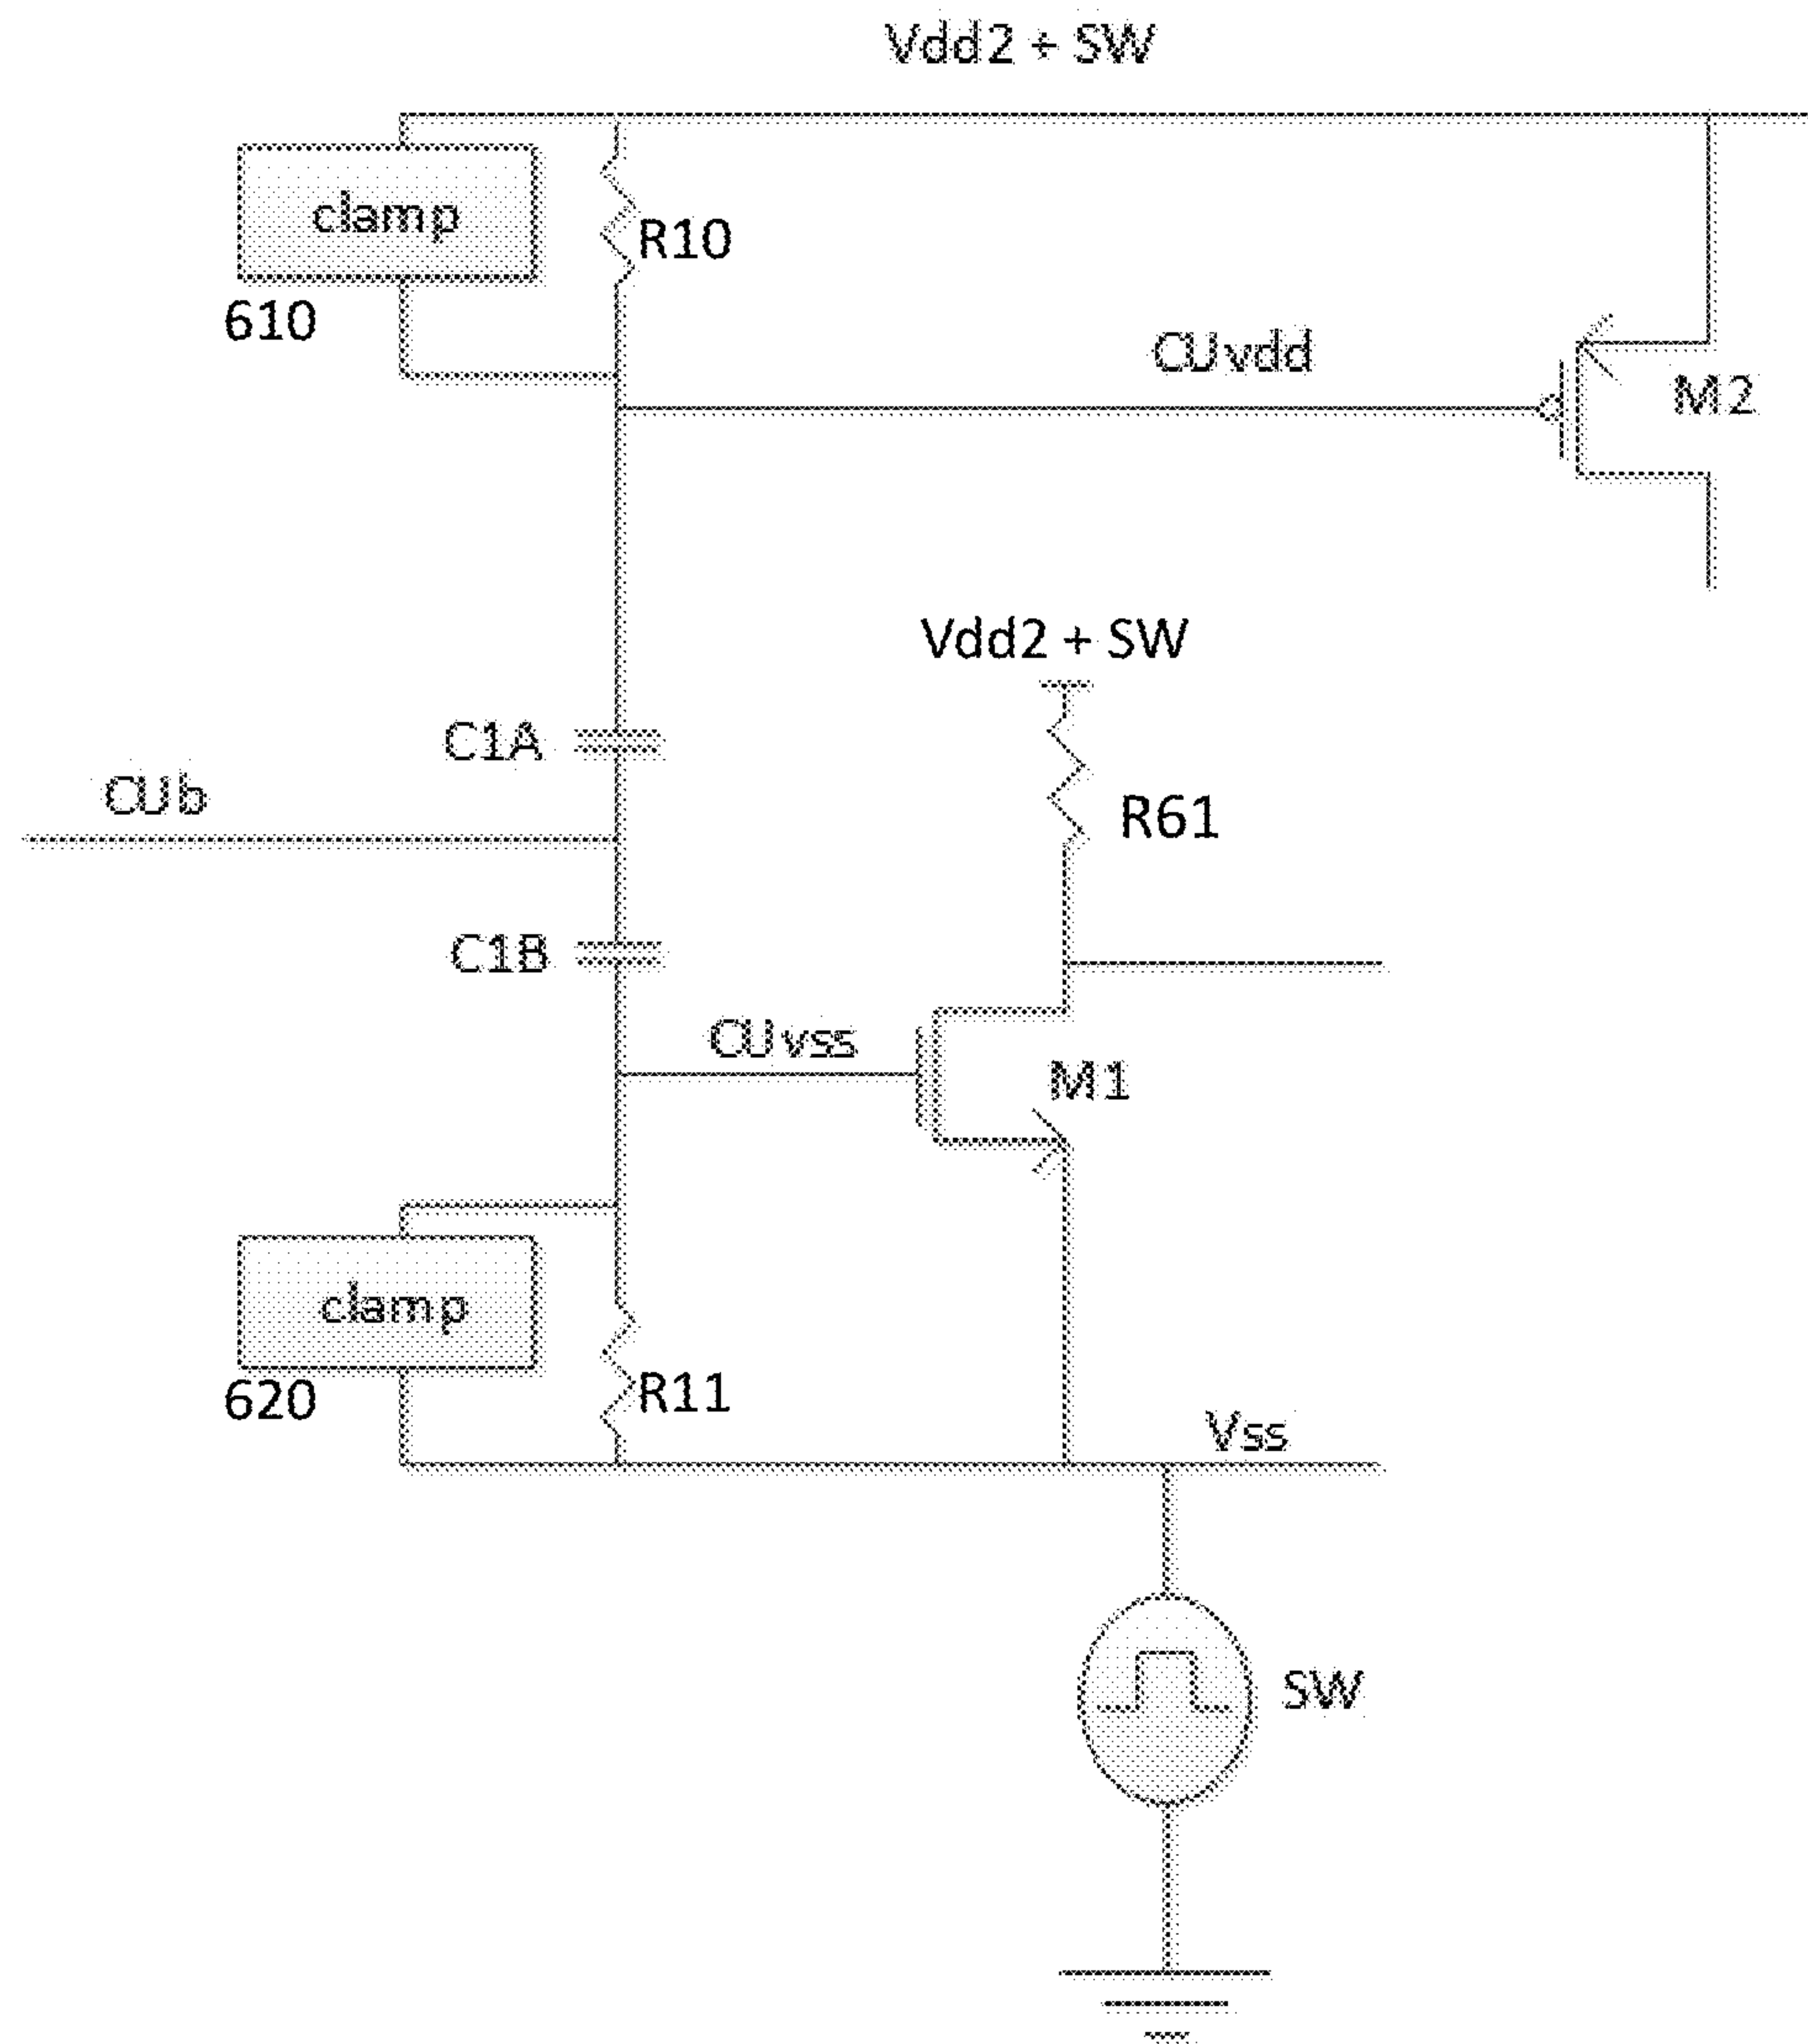 Vdd2 + SW
clamp
R10
610
CUvdd
M2
Vdd2 + SW
C1A
CUb
R61
C1B
CUvss
M1
clamp
620
R11
Vss
SW